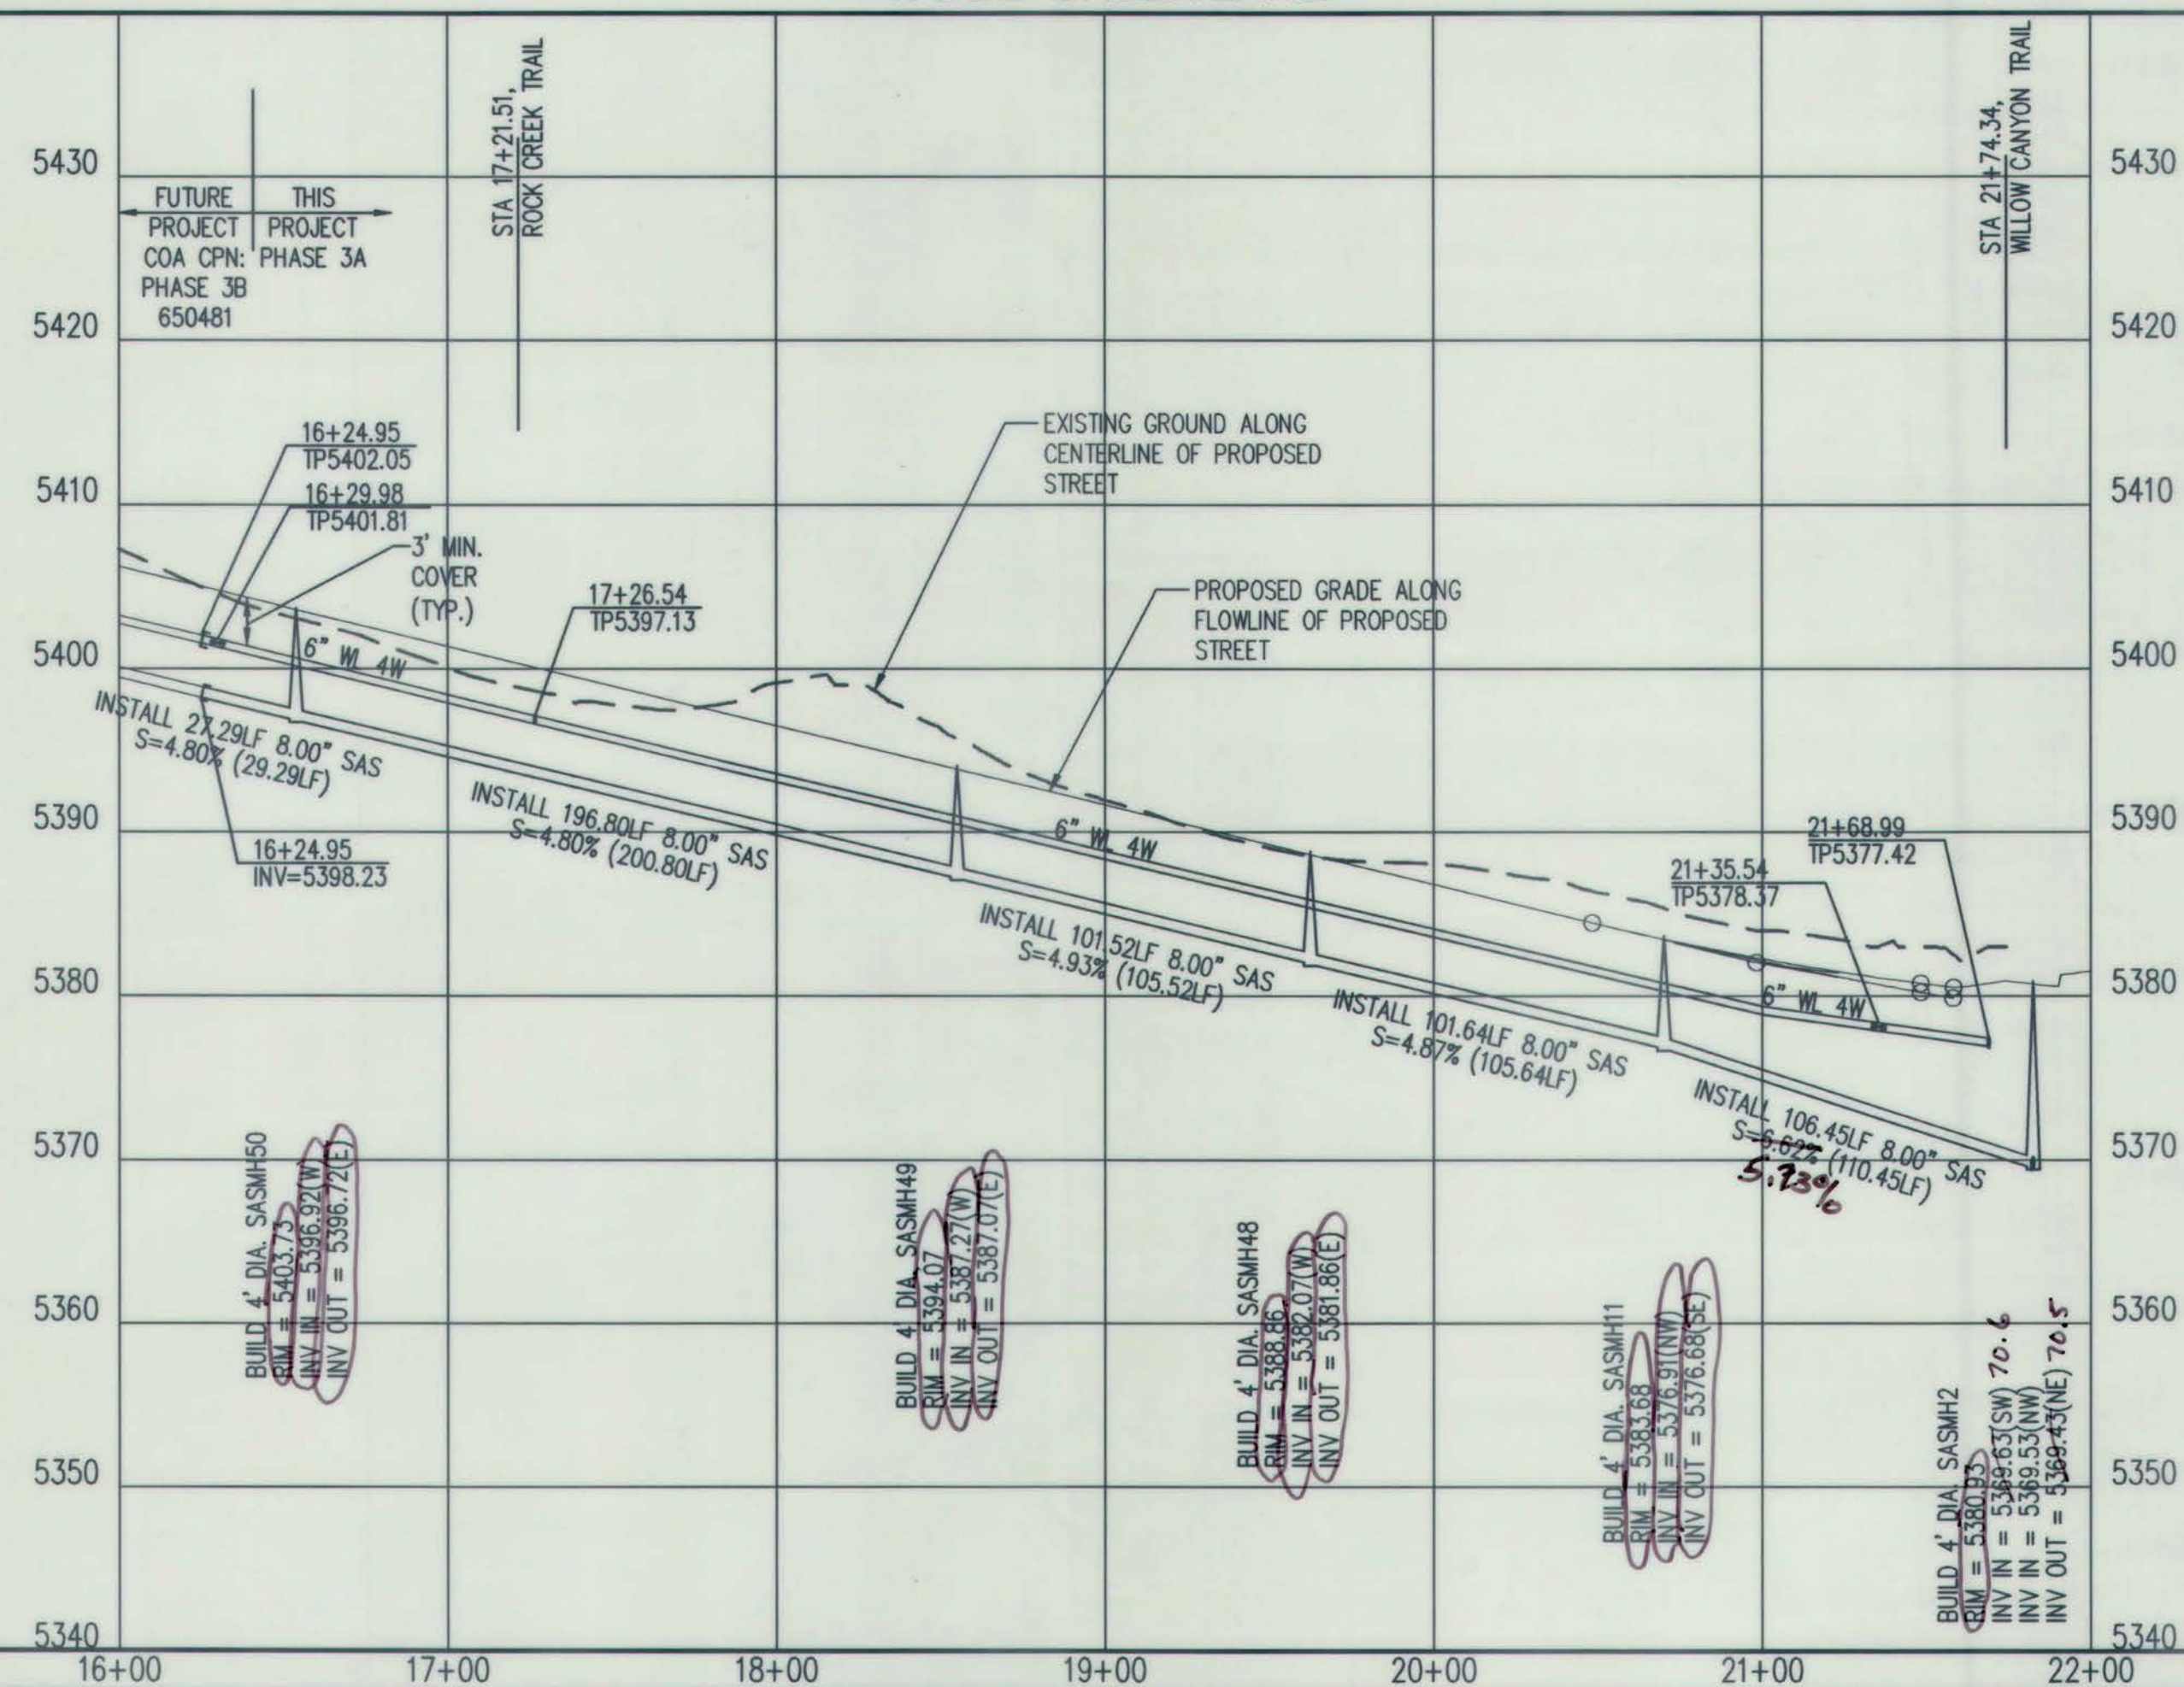 STA 17+21.51,
ROCK CREEK TRAIL
STA 21+74.34,
WILLOW CANYON TRAIL
5430
5430
FUTURE
PROJECT
COA CPN:
PHASE 3B
650481
THIS
PROJECT
PHASE 3A
5420
5420
16+24.95
TP5402.05
EXISTING GROUND ALONG
CENTERLINE OF PROPOSED
STREET
5410
5410
16+29.98
TP5401.81
3' MIN.
COVER
(TYP.)
17+26.54
TP5397.13
PROPOSED GRADE ALONG
FLOWLINE OF PROPOSED
STREET
5400
5400
6" WL 4W
INSTALL 27.29LF 8.00" SAS
S=4.80% (29.29LF)
INSTALL 196.80LF 8.00" SAS
S=4.80% (200.80LF)
16+24.95
INV=5398.23
5390
5390
6" WL 4W
21+68.99
TP5377.42
21+35.54
TP5378.37
INSTALL 101.52LF 8.00" SAS
S=4.93% (105.52LF)
5380
5380
6" WL 4W
INSTALL 101.64LF 8.00" SAS
S=4.87% (105.64LF)
INSTALL 106.45LF 8.00" SAS
S=6.62% (110.45LF)
5370
5370
BUILD 4' DIA. SASMH50
RIM = 5403.73
INV IN = 5396.92(W)
INV OUT = 5396.72(E)
BUILD 4' DIA. SASMH49
RIM = 5394.07
INV IN = 5387.27(W)
INV OUT = 5387.07(E)
BUILD 4' DIA. SASMH48
RIM = 5388.86
INV IN = 5382.07(W)
INV OUT = 5381.86(E)
BUILD 4' DIA. SASMH11
RIM = 5383.68
INV IN = 5376.91(NW)
INV OUT = 5376.68(SE)
BUILD 4' DIA. SASMH2
RIM = 5380.93
INV IN = 5369.63(SW) 70.6
INV IN = 5369.53(NW)
INV OUT = 5369.43(NE) 70.5
5360
5360
5350
5350
5340
5340
16+00
17+00
18+00
19+00
20+00
21+00
22+00